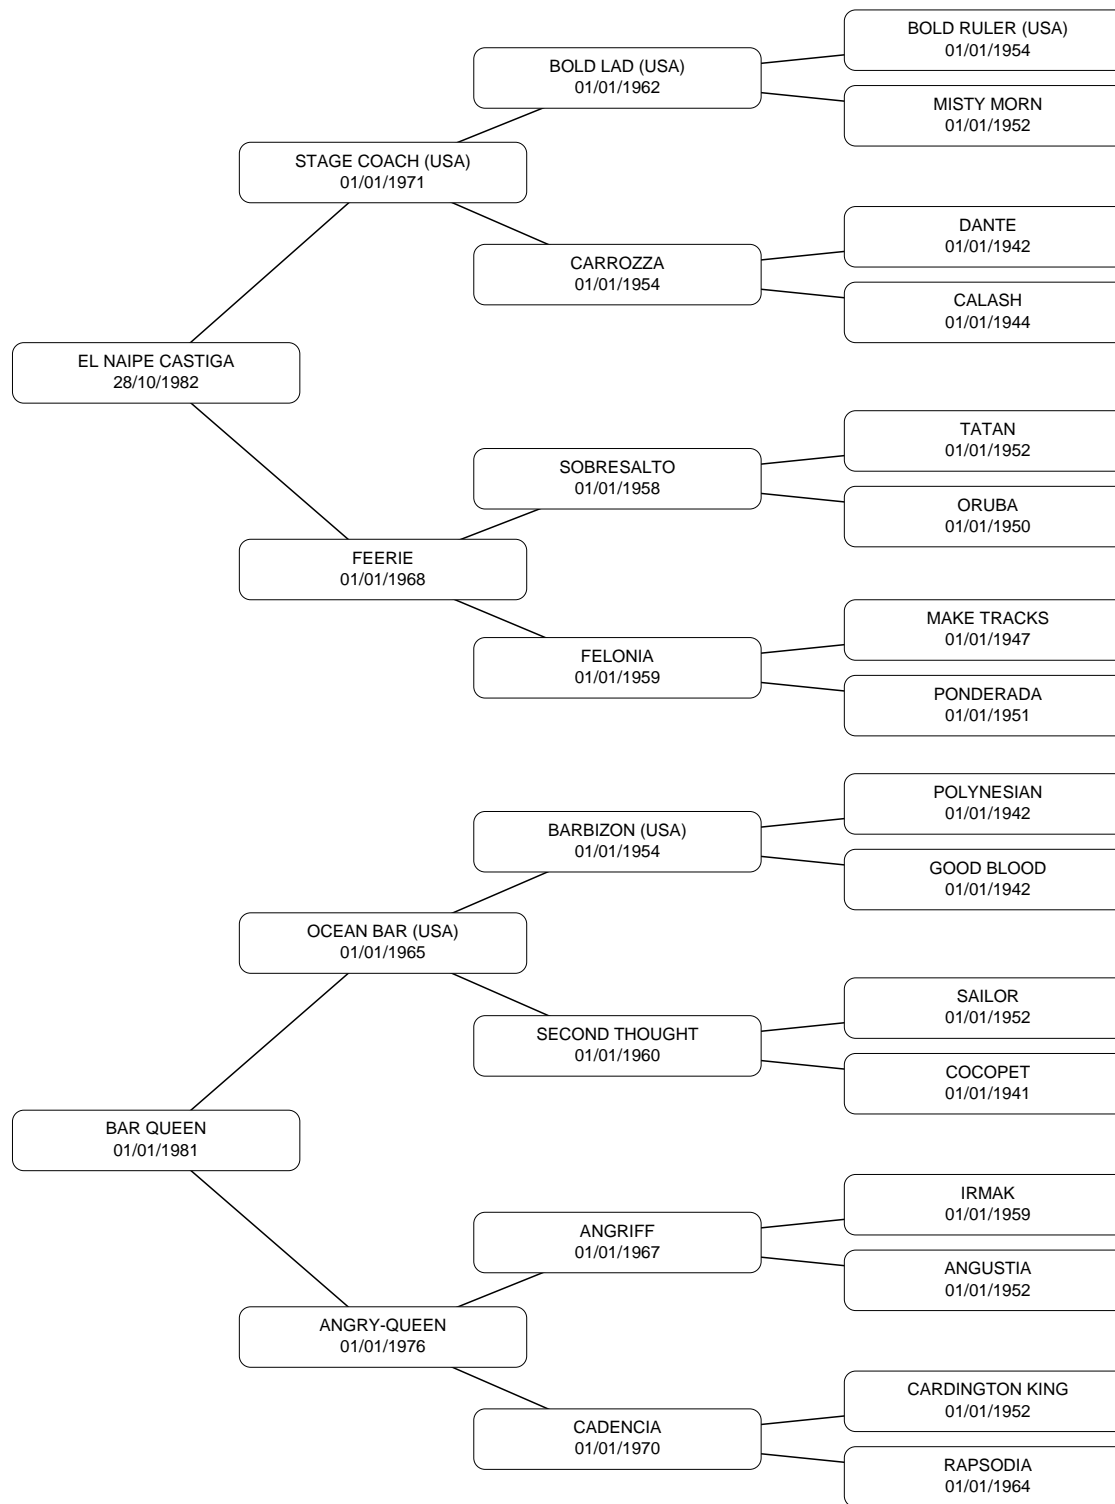 BOLD RULER (USA)
01/01/1954
BOLD LAD (USA)
01/01/1962
MISTY MORN
01/01/1952
STAGE COACH (USA)
01/01/1971
DANTE
01/01/1942
CARROZZA
01/01/1954
CALASH
01/01/1944
EL NAIPE CASTIGA
28/10/1982
TATAN
01/01/1952
SOBRESALTO
01/01/1958
ORUBA
01/01/1950
FEERIE
01/01/1968
MAKE TRACKS
01/01/1947
FELONIA
01/01/1959
PONDERADA
01/01/1951
POLYNESIAN
01/01/1942
BARBIZON (USA)
01/01/1954
GOOD BLOOD
01/01/1942
OCEAN BAR (USA)
01/01/1965
SAILOR
01/01/1952
SECOND THOUGHT
01/01/1960
COCOPET
01/01/1941
BAR QUEEN
01/01/1981
IRMAK
01/01/1959
ANGRIFF
01/01/1967
ANGUSTIA
01/01/1952
ANGRY-QUEEN
01/01/1976
CARDINGTON KING
01/01/1952
CADENCIA
01/01/1970
RAPSODIA
01/01/1964